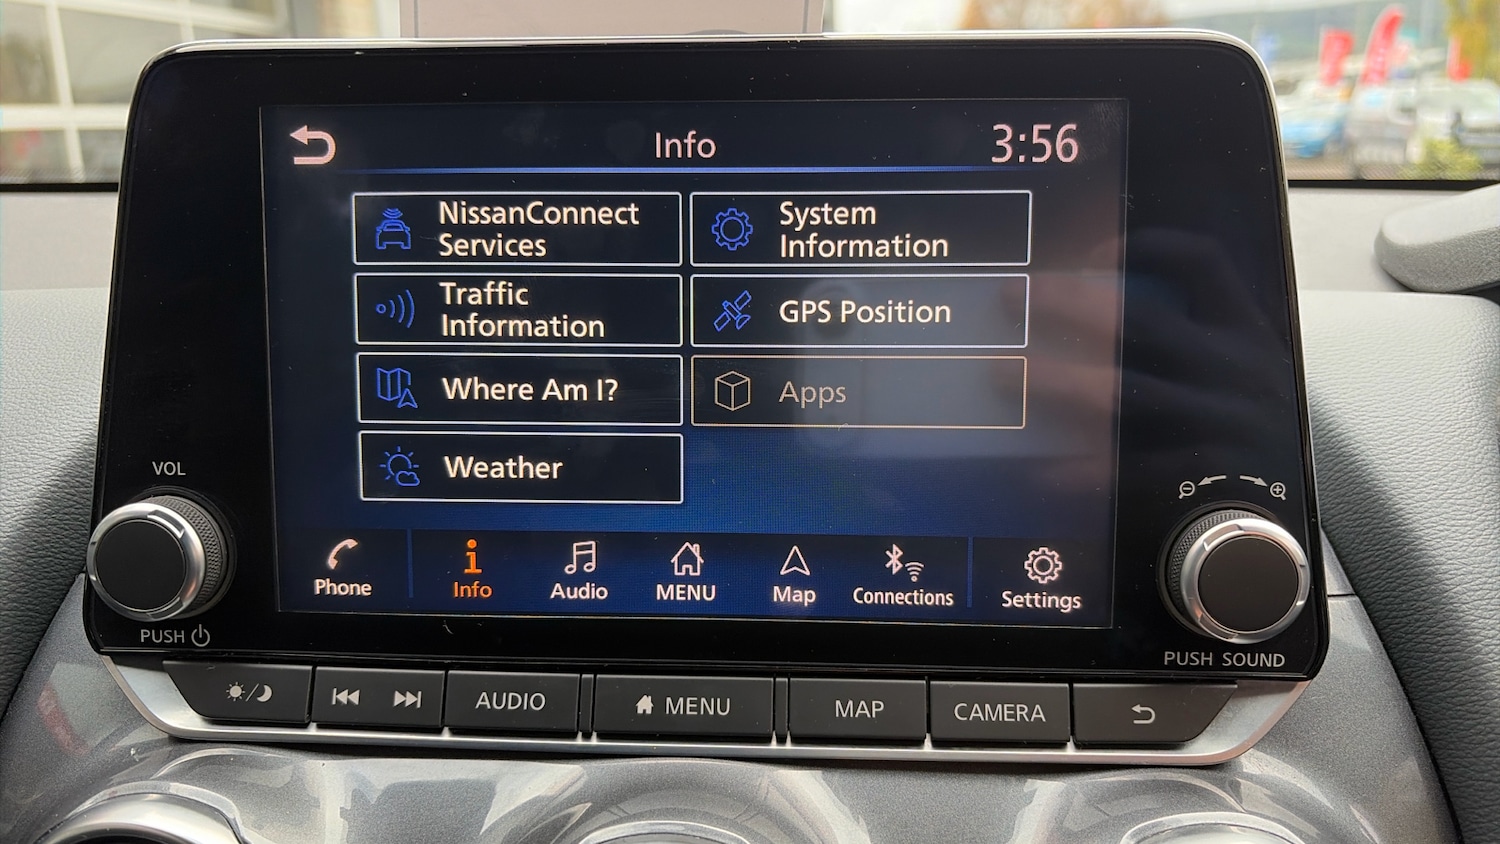 Info
3:56
NissanConnect
Services
System
Information
Traffic
Information
GPS Position
Where Am I?
Apps
Weather
Phone
Info
Audio
MENU
Map
Connections
Settings
VOL
PUSH
PUSH SOUND
AUDIO
MENU
MAP
CAMERA